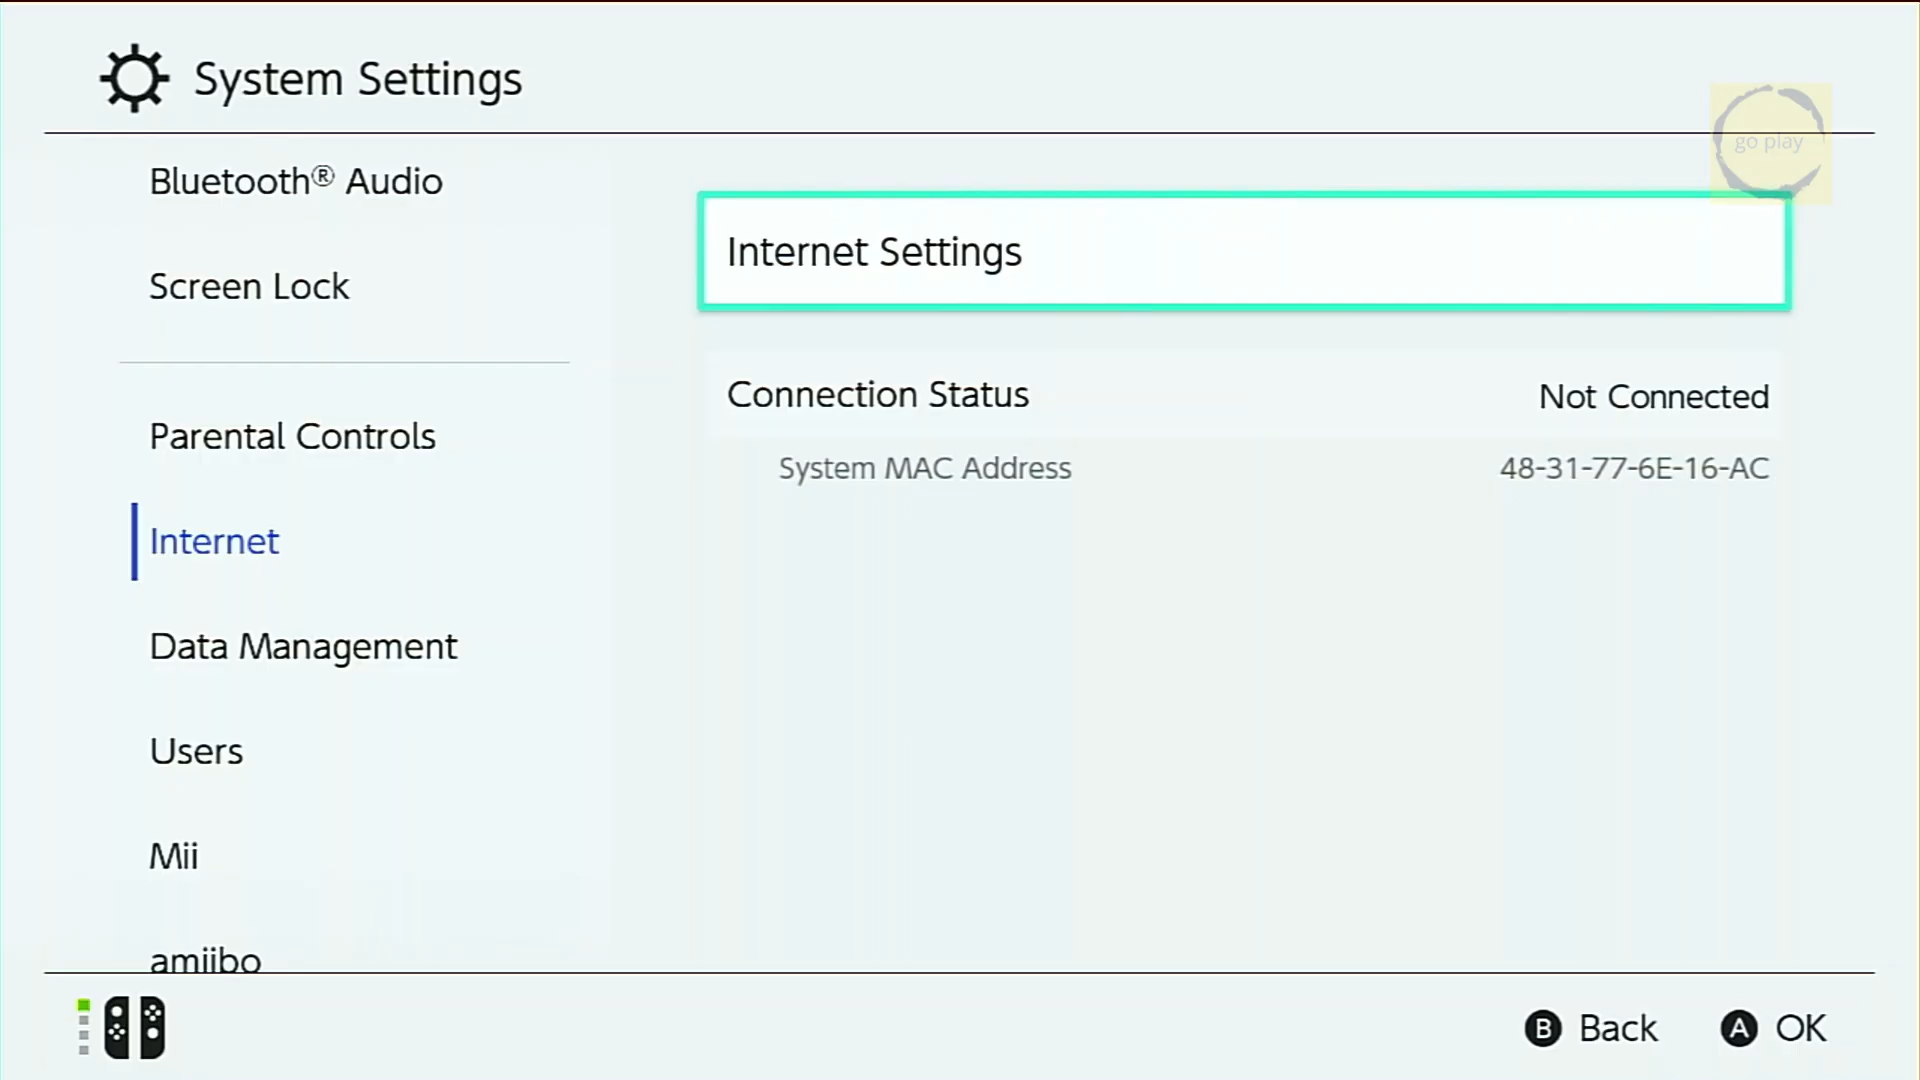 System Settings
go play
Bluetooth® Audio
Screen Lock
Parental Controls
Internet
Data Management
Users
Mii
amiibo
Internet Settings
Connection Status Not Connected
System MAC Address 48-31-77-6E-16-AC
B Back A OK